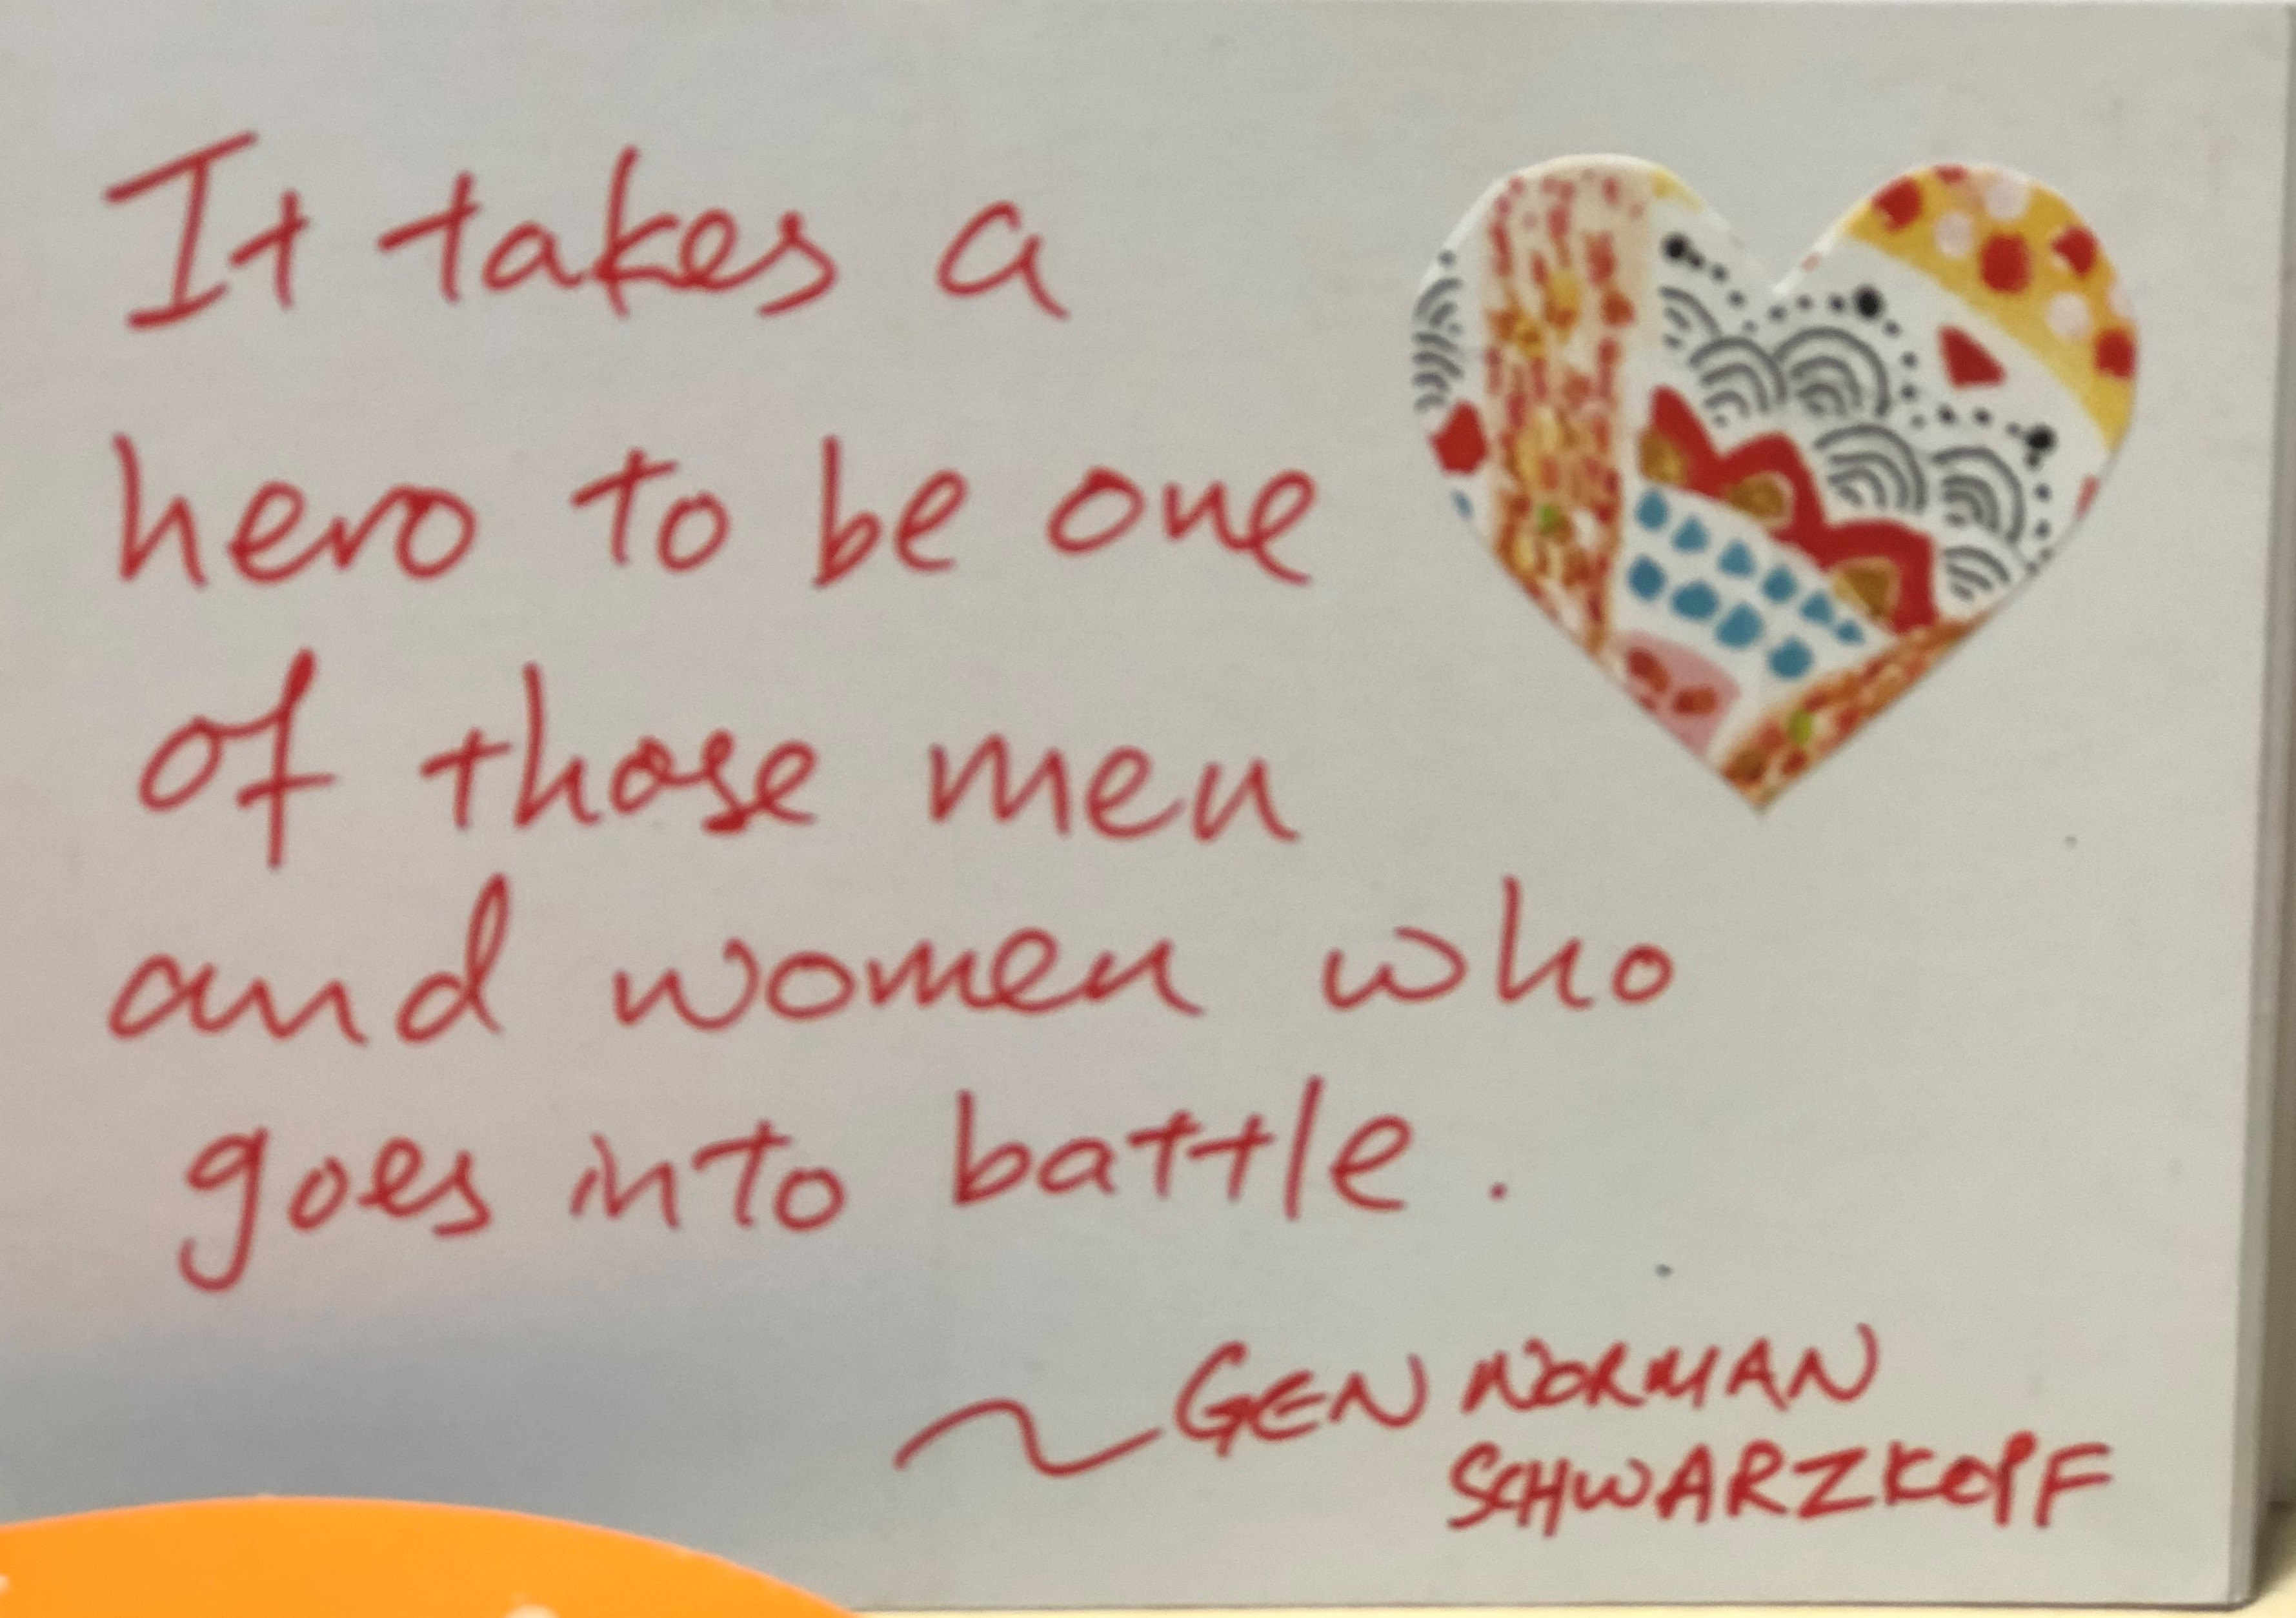 It takes a
hero to be one
of those men
and women who
goes into battle.
~GEN NORMAN
SCHWARZKOPF